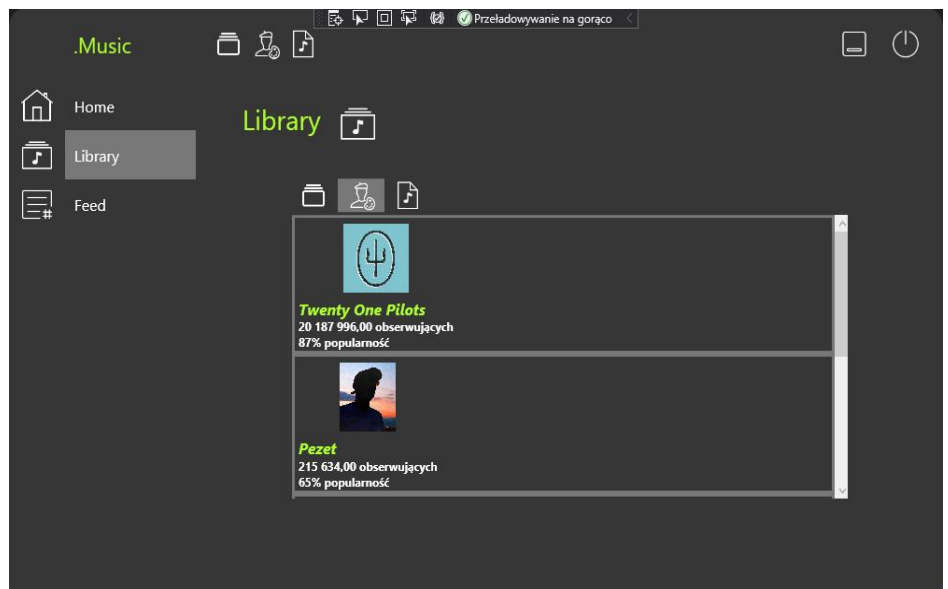 Przeładowywanie na gorąco
.Music
Home
Library
Feed
Library
Twenty One Pilots
20 187 996,00 obserwujących
87% popularność
Pezet
215 634,00 obserwujących
65% popularność